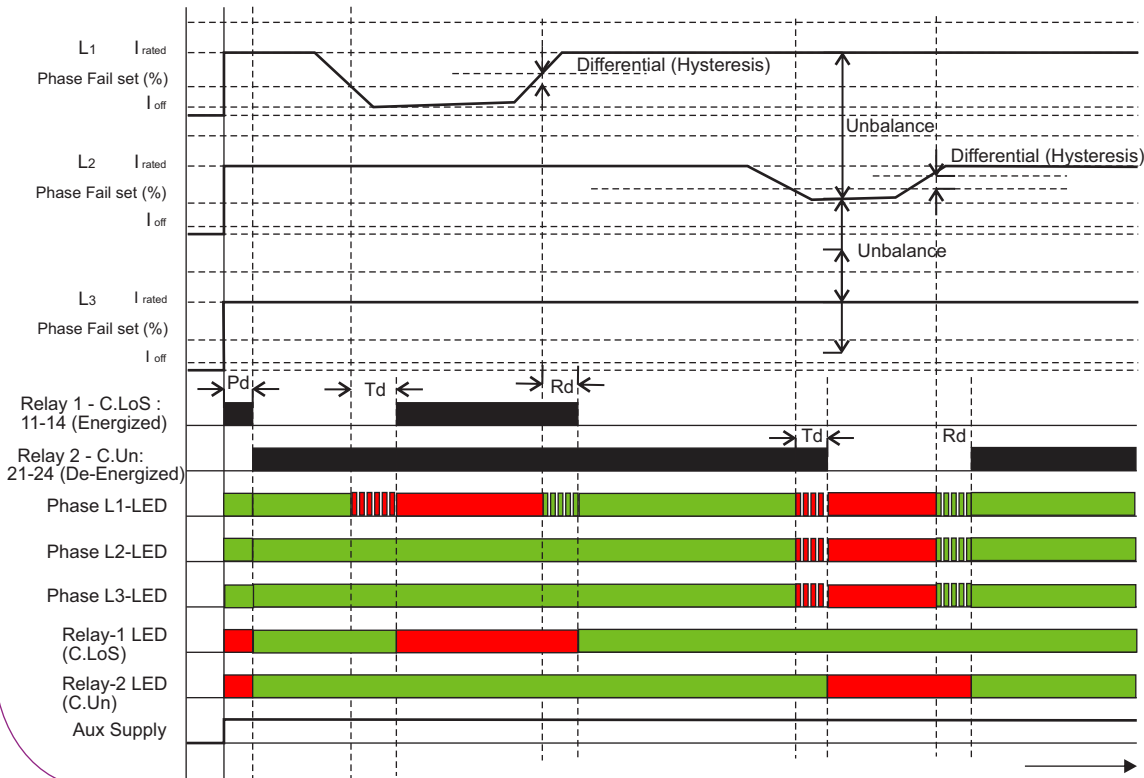 L1 I rated
Phase Fail set (%)
I off
Differential (Hysteresis)
Unbalance
L2 I rated
Phase Fail set (%)
I off
Differential (Hysteresis)
Unbalance
L3 I rated
Phase Fail set (%)
I off
Pd
Td
Rd
Relay 1 - C.LoS :
11-14 (Energized)
Td
Rd
Relay 2 - C.Un:
21-24 (De-Energized)
Phase L1-LED
Phase L2-LED
Phase L3-LED
Relay-1 LED
(C.LoS)
Relay-2 LED
(C.Un)
Aux Supply